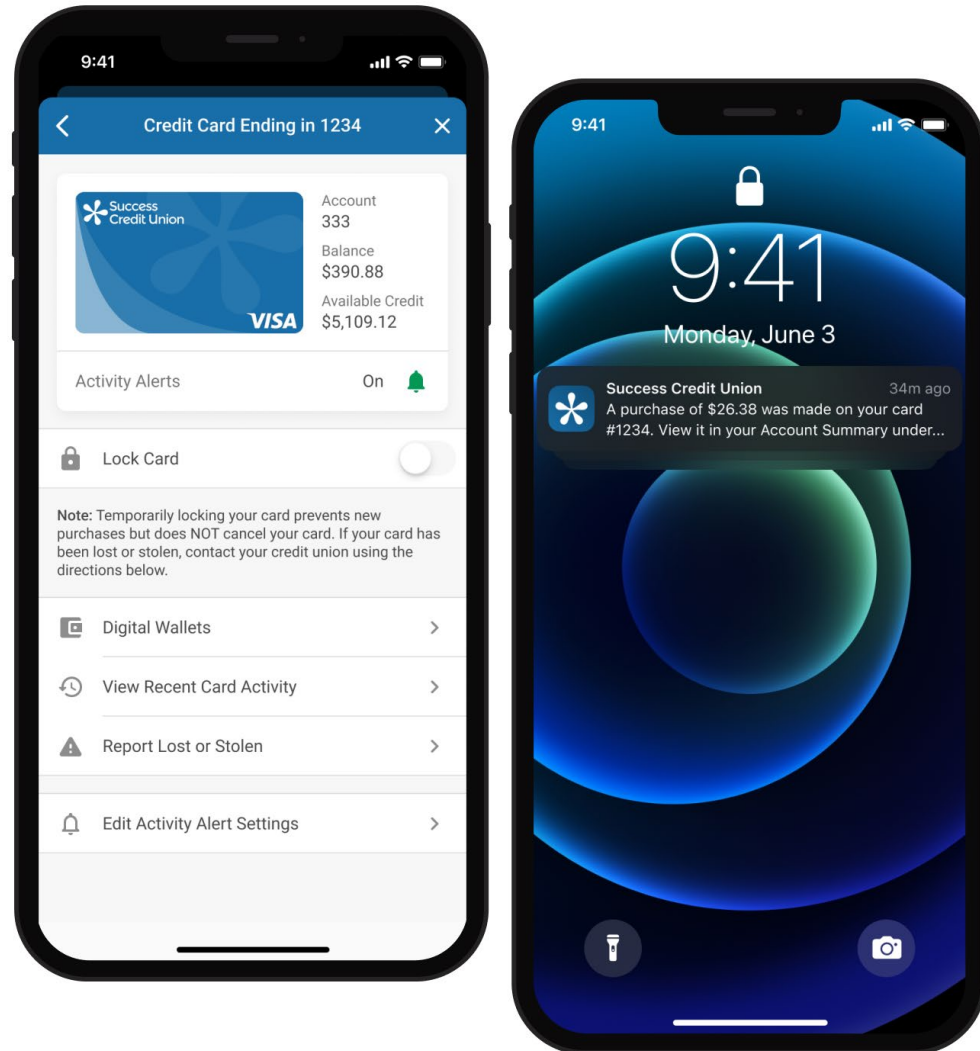 9:41
Credit Card Ending in 1234
Success
Credit Union
VISA
Account
333
Balance
$390.88
Available Credit
$5,109.12
Activity Alerts On
Lock Card
Note: Temporarily locking your card prevents new
purchases but does NOT cancel your card. If your card has
been lost or stolen, contact your credit union using the
directions below.
Digital Wallets
View Recent Card Activity
Report Lost or Stolen
Edit Activity Alert Settings
9:41
9:41
Monday, June 3
Success Credit Union 34m ago
A purchase of $26.38 was made on your card
#1234. View it in your Account Summary under...